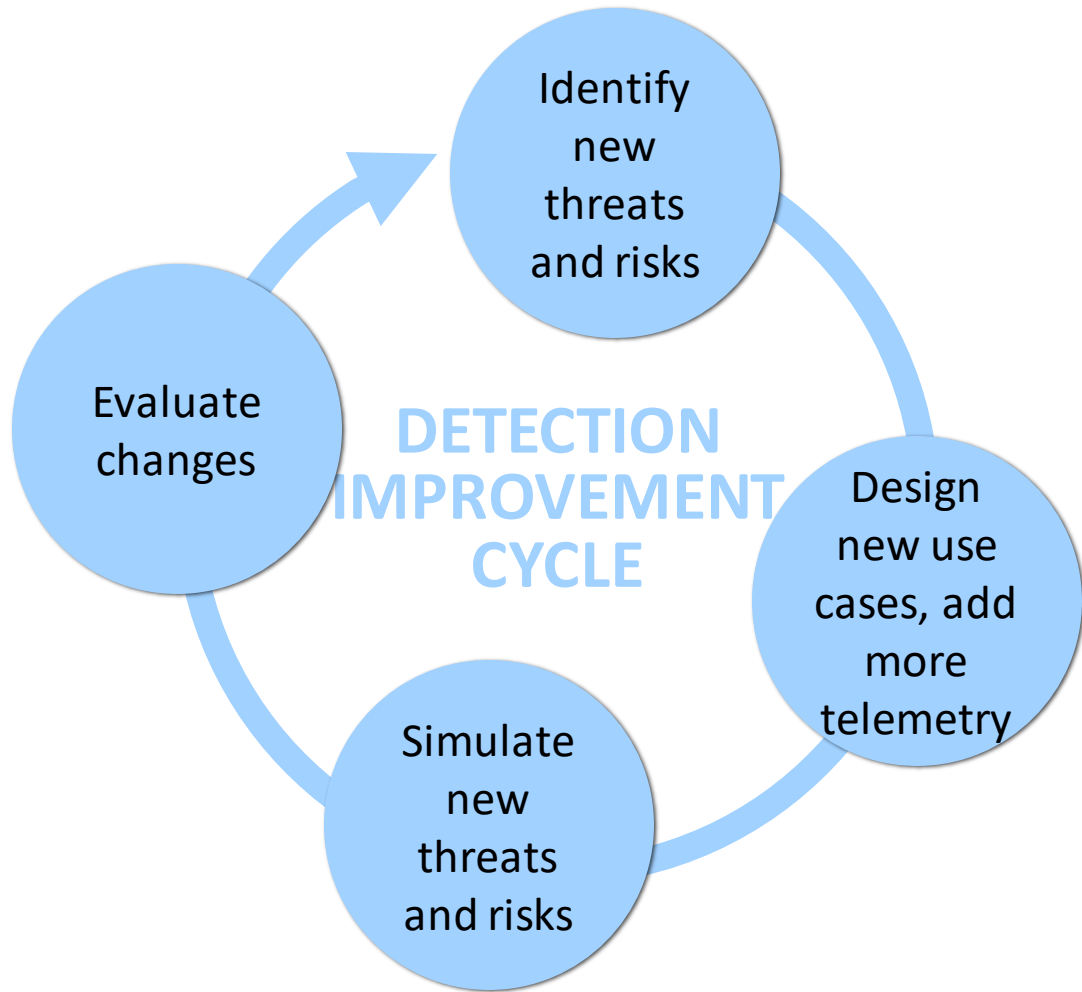 Identify
new
threats
and risks
Evaluate
changes
DETECTION
IMPROVEMENT
CYCLE
Design
new use
cases, add
more
telemetry
Simulate
new
threats
and risks